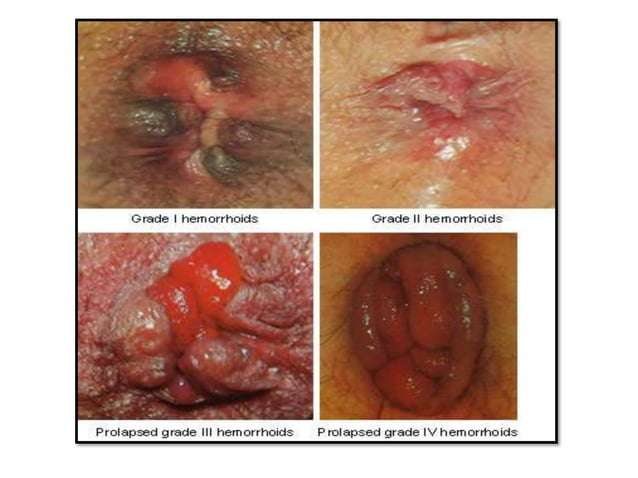 Grade I hemorrhoids
Grade II hemorrhoids
Prolapsed grade III hemorrhoids
Prolapsed grade IV hemorrhoids